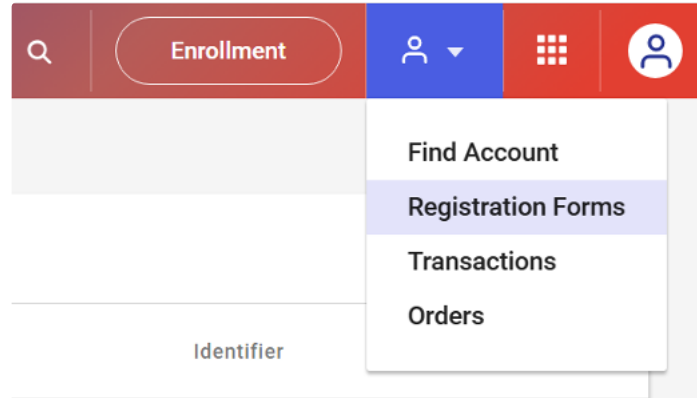 Enrollment
Find Account
Registration Forms
Transactions
Orders
Identifier